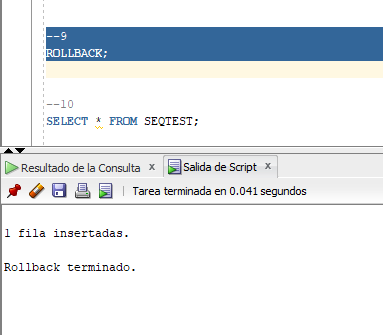 --9
ROLLBACK;
--10
SELECT * FROM SEQTEST;
Resultado de la Consulta x Salida de Script x
Tarea terminada en 0.041 segundos
1 fila insertadas.
Rollback terminado.